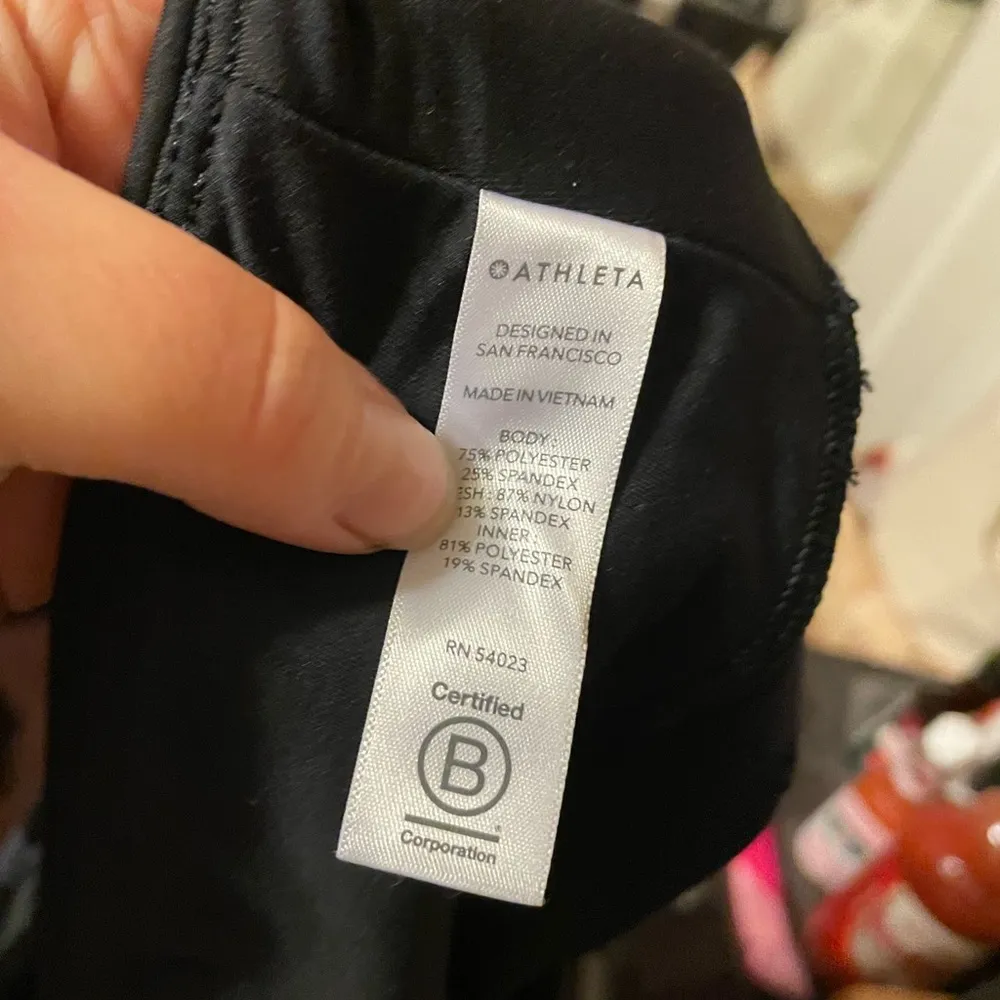 ATHLETA
DESIGNED IN
SAN FRANCISCO
MADE IN VIETNAM
BODY :
75% POLYESTER
25% SPANDEX
ESH : 87% NYLON
13% SPANDEX
INNER :
81% POLYESTER
19% SPANDEX
RN 54023
Certified
B
®
Corporation